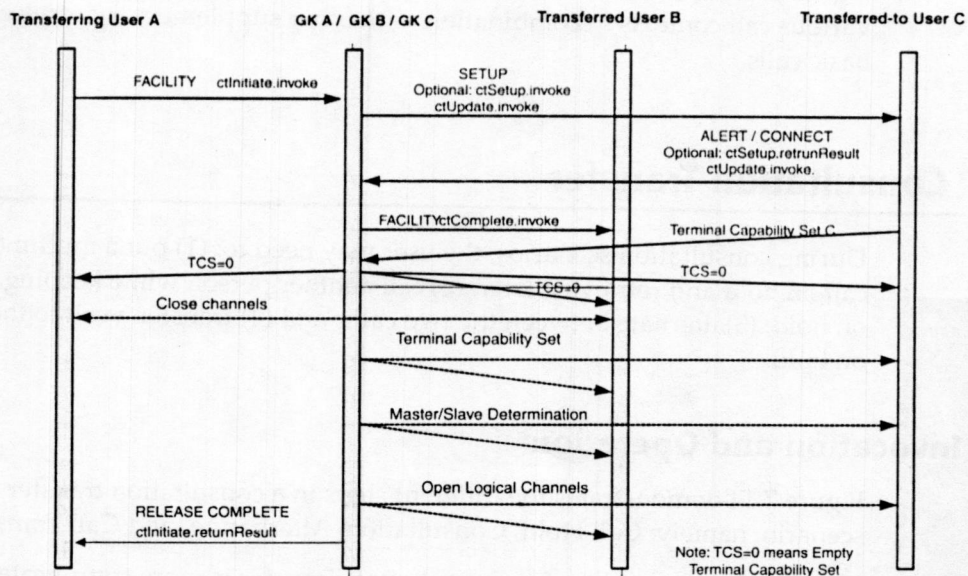 Transferring User A
GK A / GK B / GK C
Transferred User B
Transferred-to User C
FACILITY ctInitiate.invoke
SETUP
Optional: ctSetup.invoke
ctUpdate.invoke
ALERT / CONNECT
Optional: ctSetup.retrunResult
ctUpdate.invoke.
FACILITY:ctComplete.invoke
Terminal Capability Set C
TCS=0
TCS=0
TCS=0
Close channels
Terminal Capability Set
Master/Slave Determination
Open Logical Channels
RELEASE COMPLETE
ctInitiate.returnResult
Note: TCS=0 means Empty
Terminal Capability Set